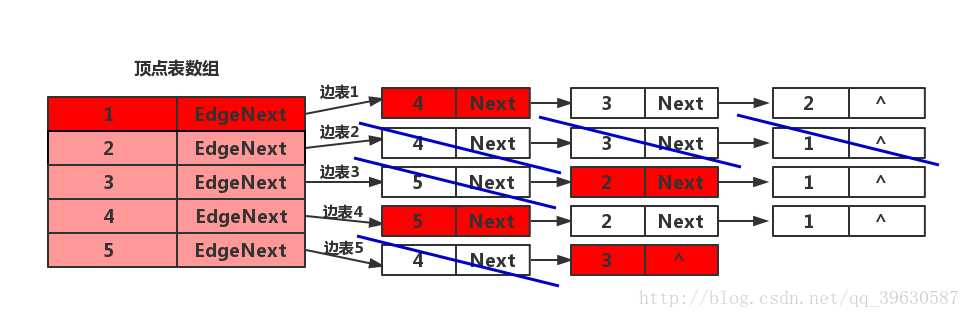 顶点表数组
1 EdgeNext 边表1 4 Next 3 Next 2 ^
2 EdgeNext 边表2 4 Next 3 Next 1 ^
3 EdgeNext 边表3 5 Next 2 Next 1 ^
4 EdgeNext 边表4 5 Next 2 Next 1 ^
5 EdgeNext 边表5 4 Next 3 ^
http://blog.csdn.net/qq_39630587